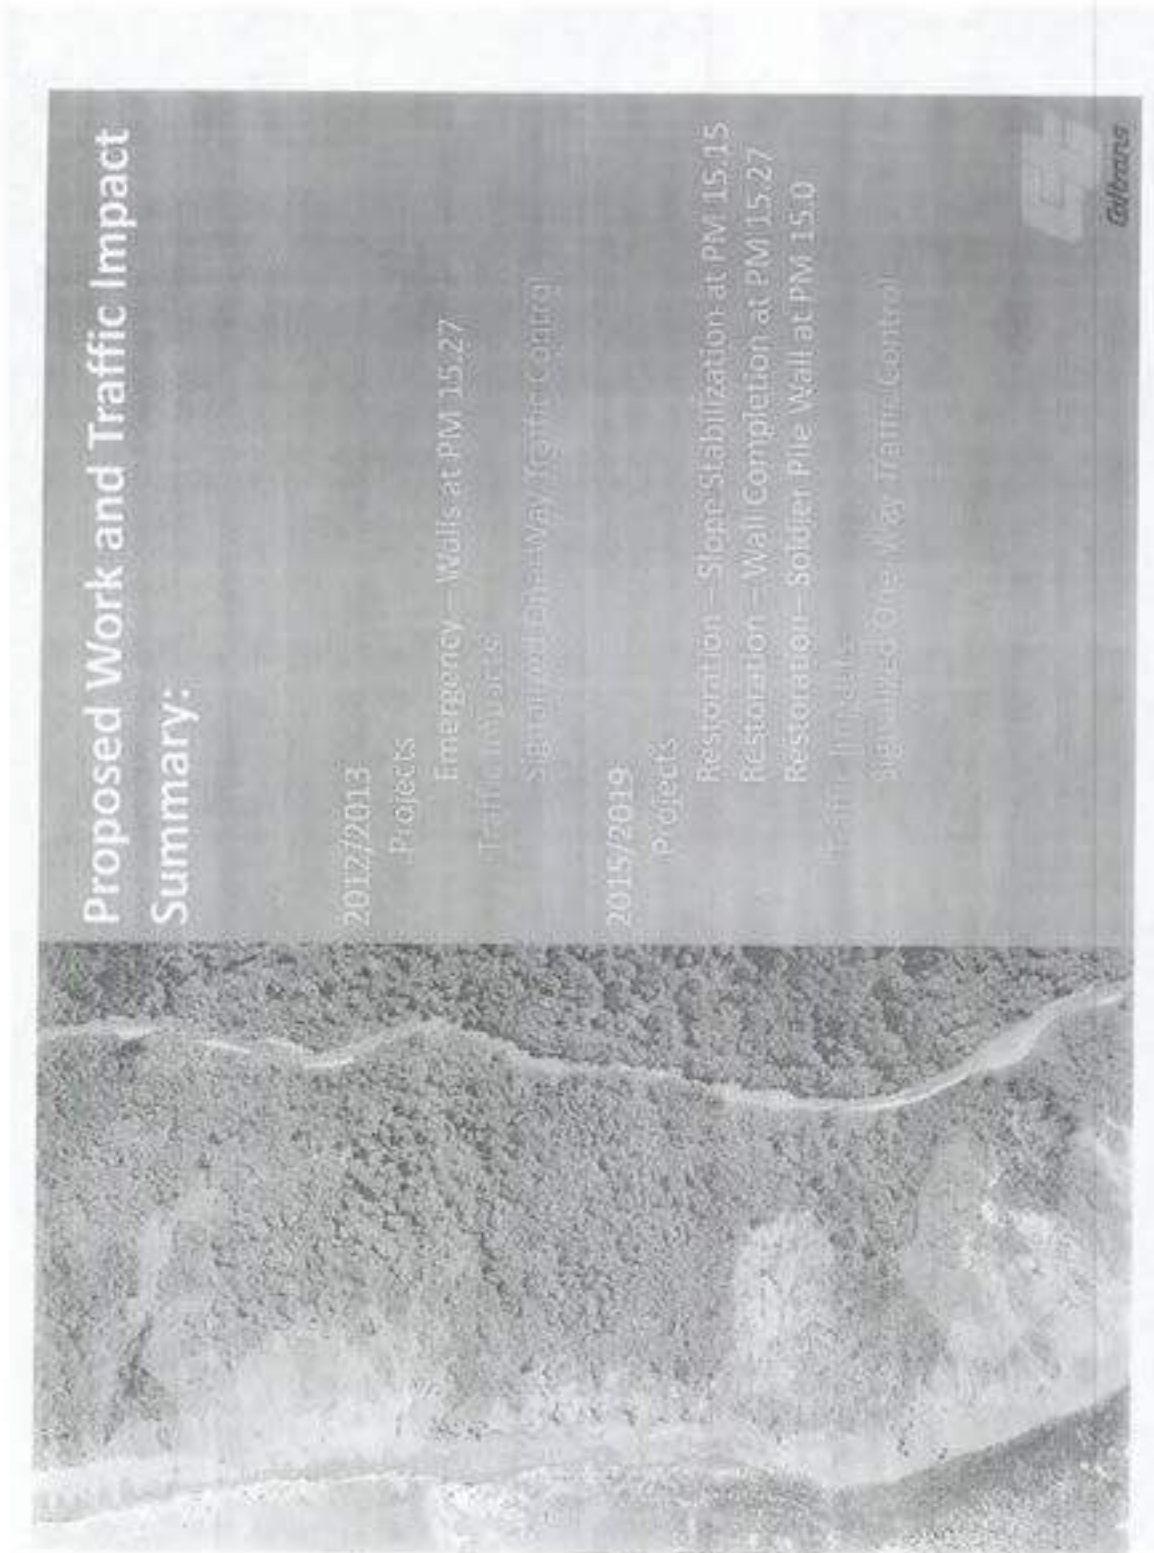 Proposed Work and Traffic Impact
Summary:
2012/2013
Projects
Emergency – Walls at PM 15.27
Traffic Impacts
Signalized One-Way Traffic Control
2015/2019
Projects
Restoration – Slope Stabilization at PM 15.15
Restoration – Wall Completion at PM 15.27
Restoration – Soldier Pile Wall at PM 15.0
Traffic Impacts
Signalized One-Way Traffic Control
Caltrans